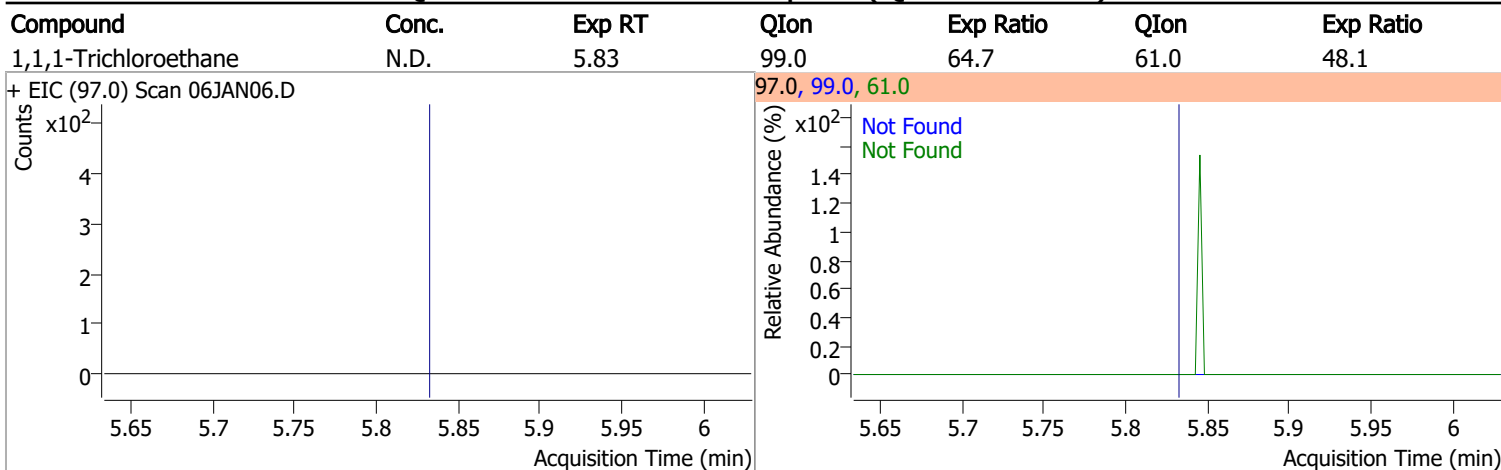 Compound Conc. Exp RT QIon Exp Ratio QIon Exp Ratio
1,1,1-Trichloroethane N.D. 5.83 99.0 64.7 61.0 48.1
+ EIC (97.0) Scan 06JAN06.D
Counts
x10²
4
3
2
1
0
5.65 5.7 5.75 5.8 5.85 5.9 5.95 6
Acquisition Time (min)
97.0, 99.0, 61.0
Relative Abundance (%)
x10²
Not Found
Not Found
1.4
1.2
1
0.8
0.6
0.4
0.2
0
5.65 5.7 5.75 5.8 5.85 5.9 5.95 6
Acquisition Time (min)